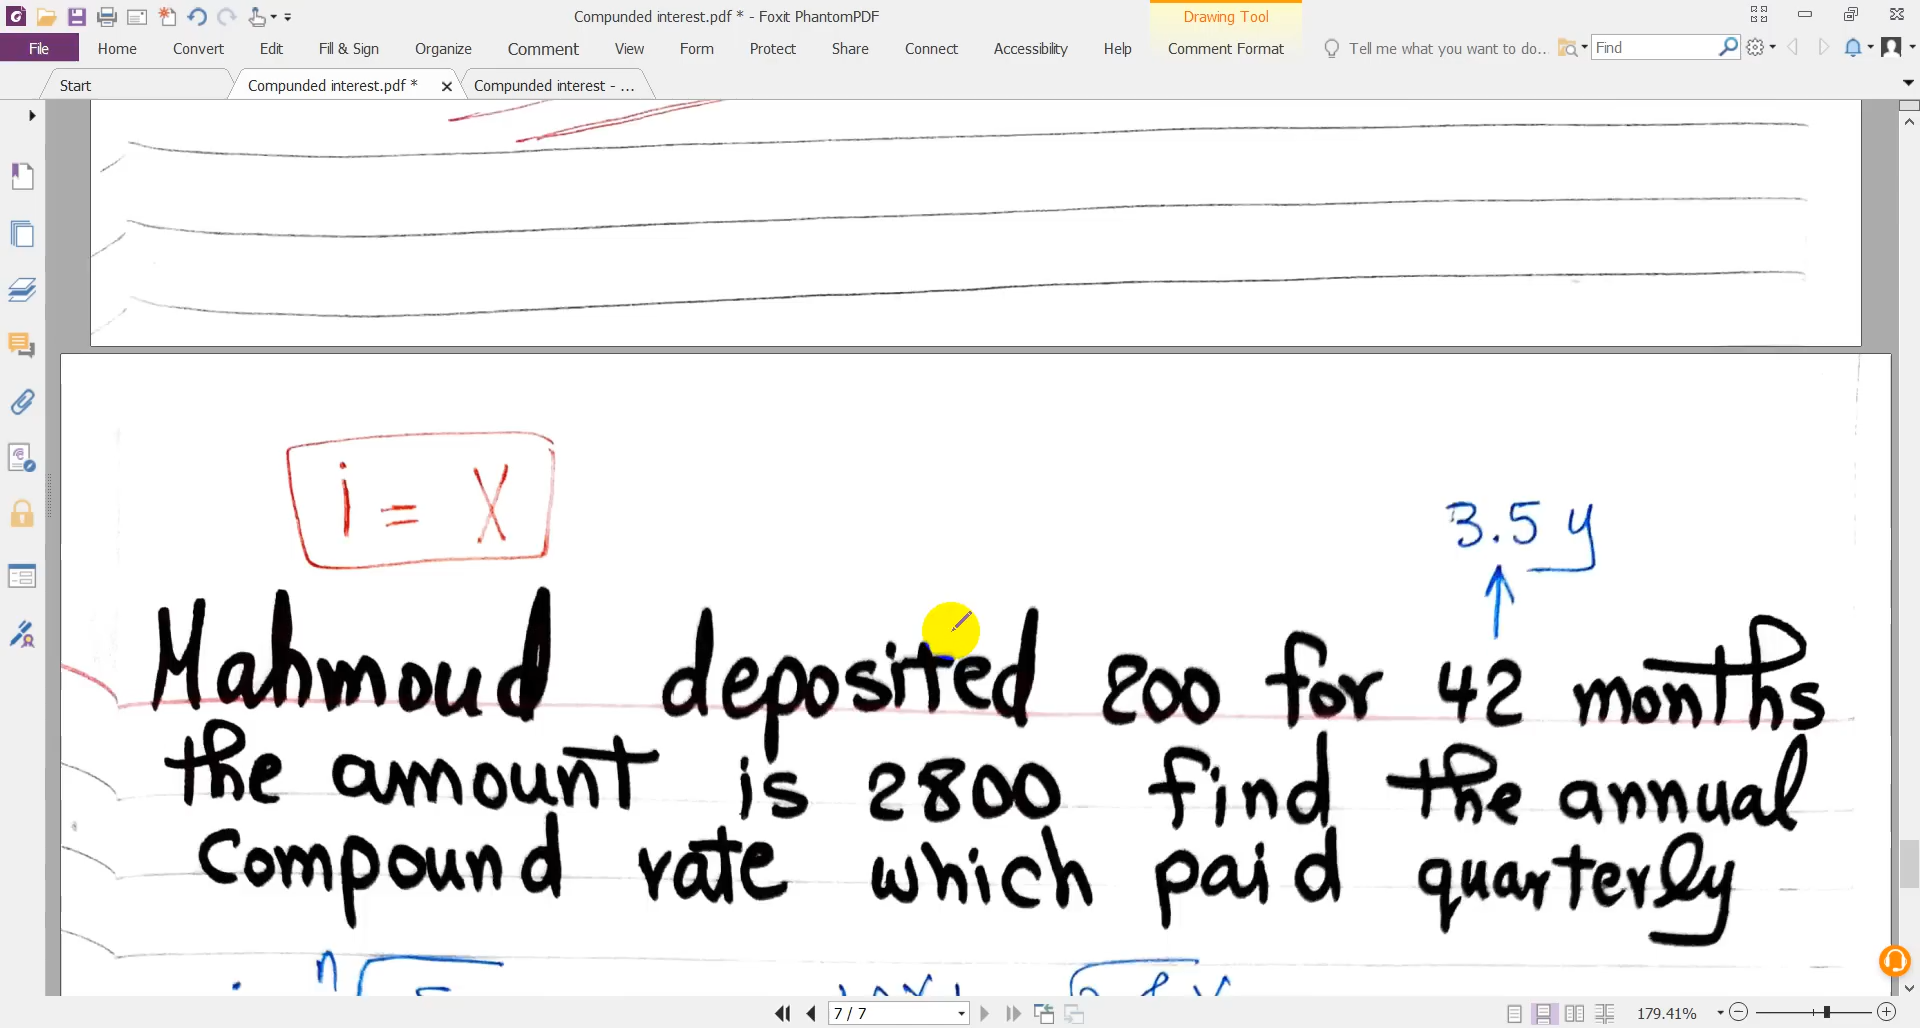 Compunded interest.pdf * - Foxit PhantomPDF
Drawing Tool
File Home Convert Edit Fill & Sign Organize Comment View Form Protect Share Connect Accessibility Help Comment Format Tell me what you want to do... Find
Start Compunded interest.pdf * Compunded interest - ...
i = X
3.5 y
Mahmoud deposited 200 for 42 months
the amount is 2800 find the annual
Compound rate which paid quarterly
7 / 7
179.41%